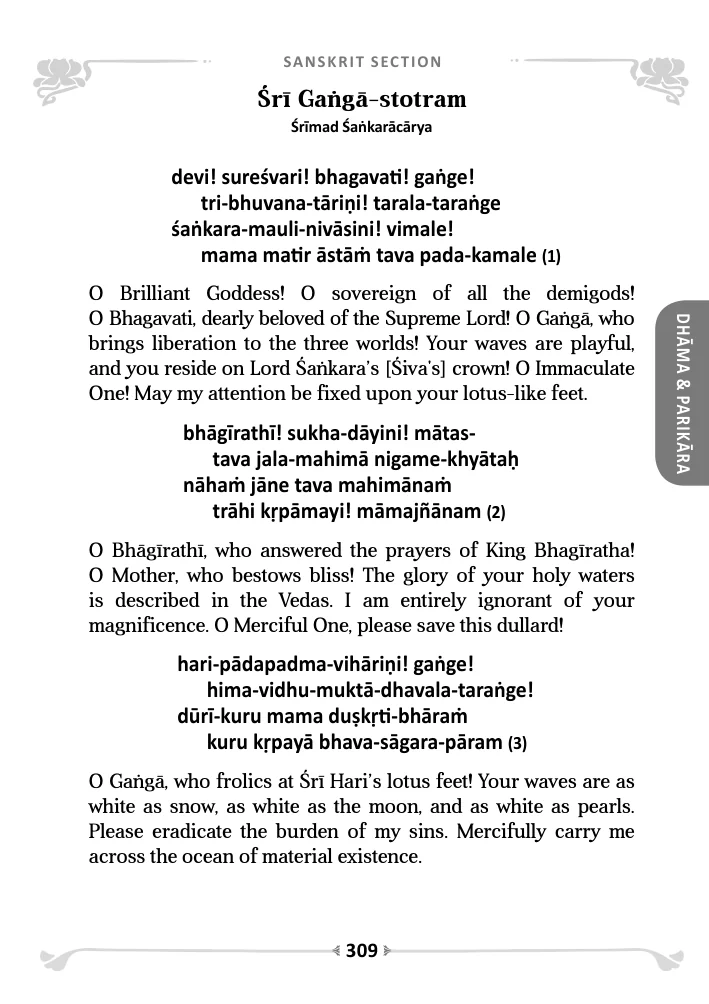 SANSKRIT SECTION
Śrī Gaṅgā-stotram
Śrīmad Śaṅkarācārya
devi! sureśvari! bhagavati! gaṅge!
tri-bhuvana-tāriṇi! tarala-taraṅge
śaṅkara-mauli-nivāsini! vimale!
mama matir āstāṁ tava pada-kamale (1)
O Brilliant Goddess! O sovereign of all the demigods!
O Bhagavati, dearly beloved of the Supreme Lord! O Gaṅgā, who
brings liberation to the three worlds! Your waves are playful,
and you reside on Lord Śaṅkara’s [Śiva’s] crown! O Immaculate
One! May my attention be fixed upon your lotus-like feet.
bhāgīrathī! sukha-dāyini! mātas-
tava jala-mahimā nigame-khyātaḥ
nāhaṁ jāne tava mahimānaṁ
trāhi kṛpāmayi! māmajñānam (2)
O Bhāgīrathī, who answered the prayers of King Bhagīratha!
O Mother, who bestows bliss! The glory of your holy waters
is described in the Vedas. I am entirely ignorant of your
magnificence. O Merciful One, please save this dullard!
hari-pādapadma-vihāriṇi! gaṅge!
hima-vidhu-muktā-dhavala-taraṅge!
dūrī-kuru mama duṣkṛti-bhāraṁ
kuru kṛpayā bhava-sāgara-pāram (3)
O Gaṅgā, who frolics at Śrī Hari’s lotus feet! Your waves are as
white as snow, as white as the moon, and as white as pearls.
Please eradicate the burden of my sins. Mercifully carry me
across the ocean of material existence.
DHĀMA & PARIKĀRA
309